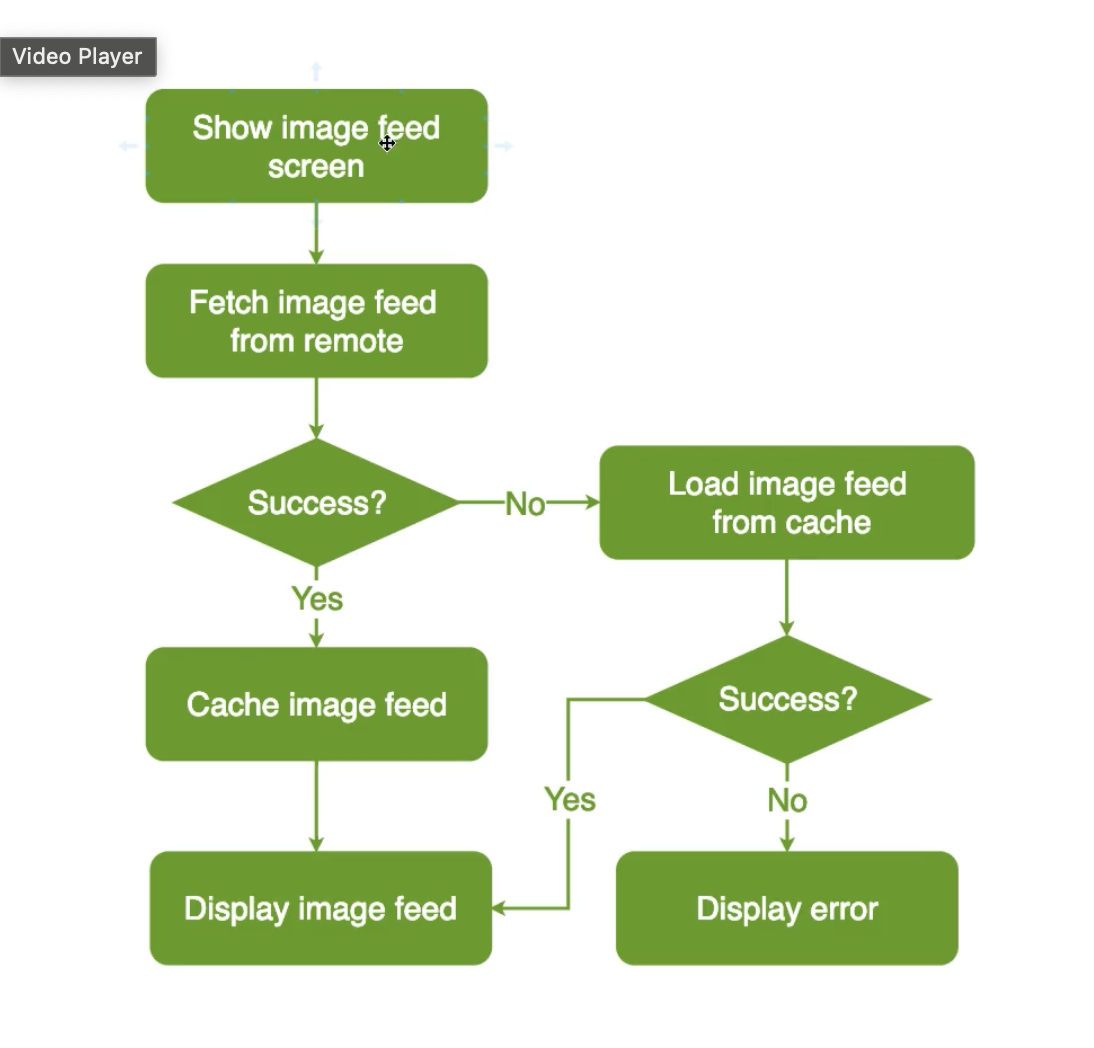 Video Player
Show image feed
screen
Fetch image feed
from remote
Success?
No
Load image feed
from cache
Yes
Cache image feed
Success?
Yes
No
Display image feed
Display error